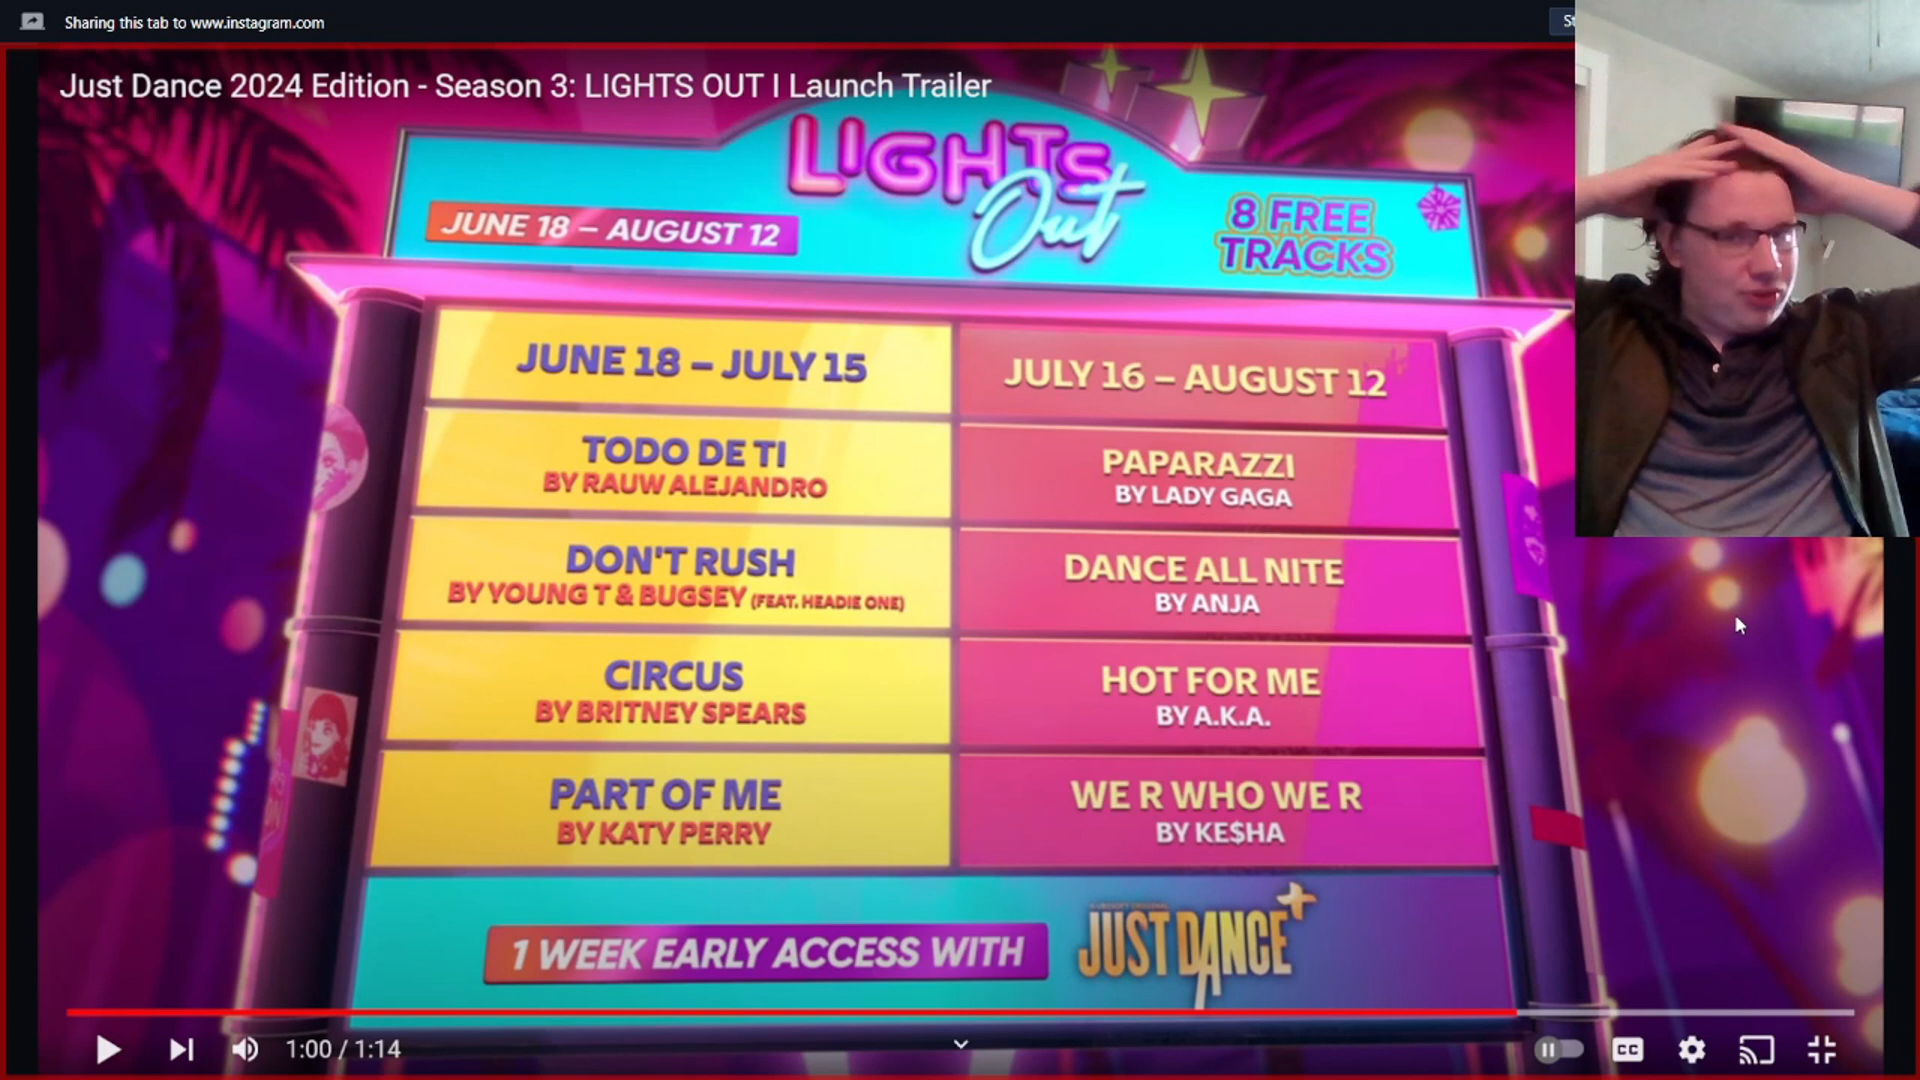 Sharing this tab to www.instagram.com
St
Just Dance 2024 Edition - Season 3: LIGHTS OUT I Launch Trailer
LIGHTS
Out
JUNE 18 – AUGUST 12
8 FREE
TRACKS
JUNE 18 – JULY 15
TODO DE TI
BY RAUW ALEJANDRO
DON'T RUSH
BY YOUNG T & BUGSEY (FEAT. HEADIE ONE)
CIRCUS
BY BRITNEY SPEARS
PART OF ME
BY KATY PERRY
JULY 16 – AUGUST 12
PAPARAZZI
BY LADY GAGA
DANCE ALL NITE
BY ANJA
HOT FOR ME
BY A.K.A.
WE R WHO WE R
BY KE$HA
1 WEEK EARLY ACCESS WITH
JUST DANCE+
1:00 / 1:14
CC